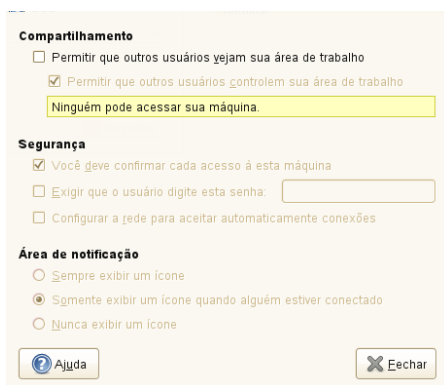 Compartilhamento
Permitir que outros usuários vejam sua área de trabalho
Permitir que outros usuários controlem sua área de trabalho
Ninguém pode acessar sua máquina.
Segurança
Você deve confirmar cada acesso á esta máquina
Exigir que o usuário digite esta senha:
Configurar a rede para aceitar automaticamente conexões
Área de notificação
Sempre exibir um ícone
Somente exibir um ícone quando alguém estiver conectado
Nunca exibir um ícone
Ajuda Fechar